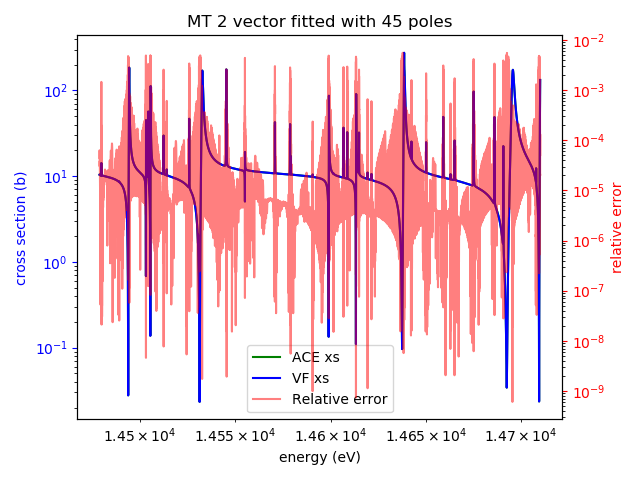 MT 2 vector fitted with 45 poles
10²
10¹
10⁰
10⁻¹
cross section (b)
10⁻²
10⁻³
10⁻⁴
10⁻⁵
10⁻⁶
10⁻⁷
10⁻⁸
10⁻⁹
relative error
ACE xs
VF xs
Relative error
1.45 × 10⁴ 1.455 × 10⁴ 1.46 × 10⁴ 1.465 × 10⁴ 1.47 × 10⁴
energy (eV)